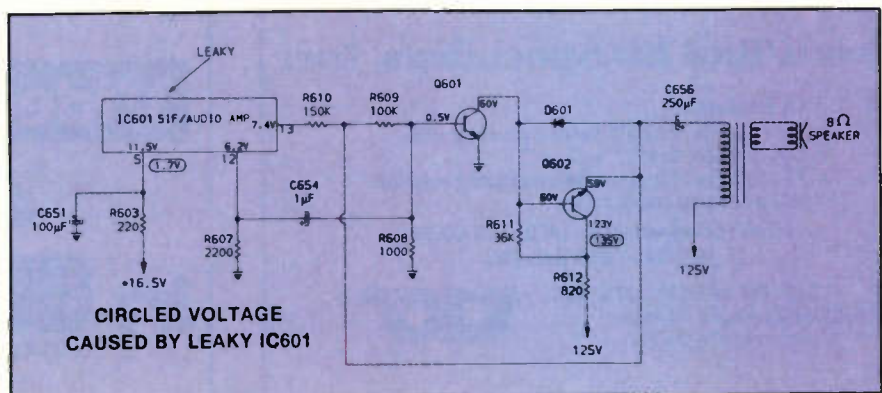 LEAKY
IC601 SIF/AUDIO AMP
7.4V
13
11.5V
5
1.7V
6.2V
12
R610
150K
R609
100K
Q601
0.5V
60V
D601
C656
250µF
8Ω
SPEAKER
Q602
59V
60V
123V
135V
R611
36K
R612
820
125V
125V
C651
100µF
R603
220
+16.5V
C654
1µF
R607
2200
R608
1000
CIRCLED VOLTAGE
CAUSED BY LEAKY IC601